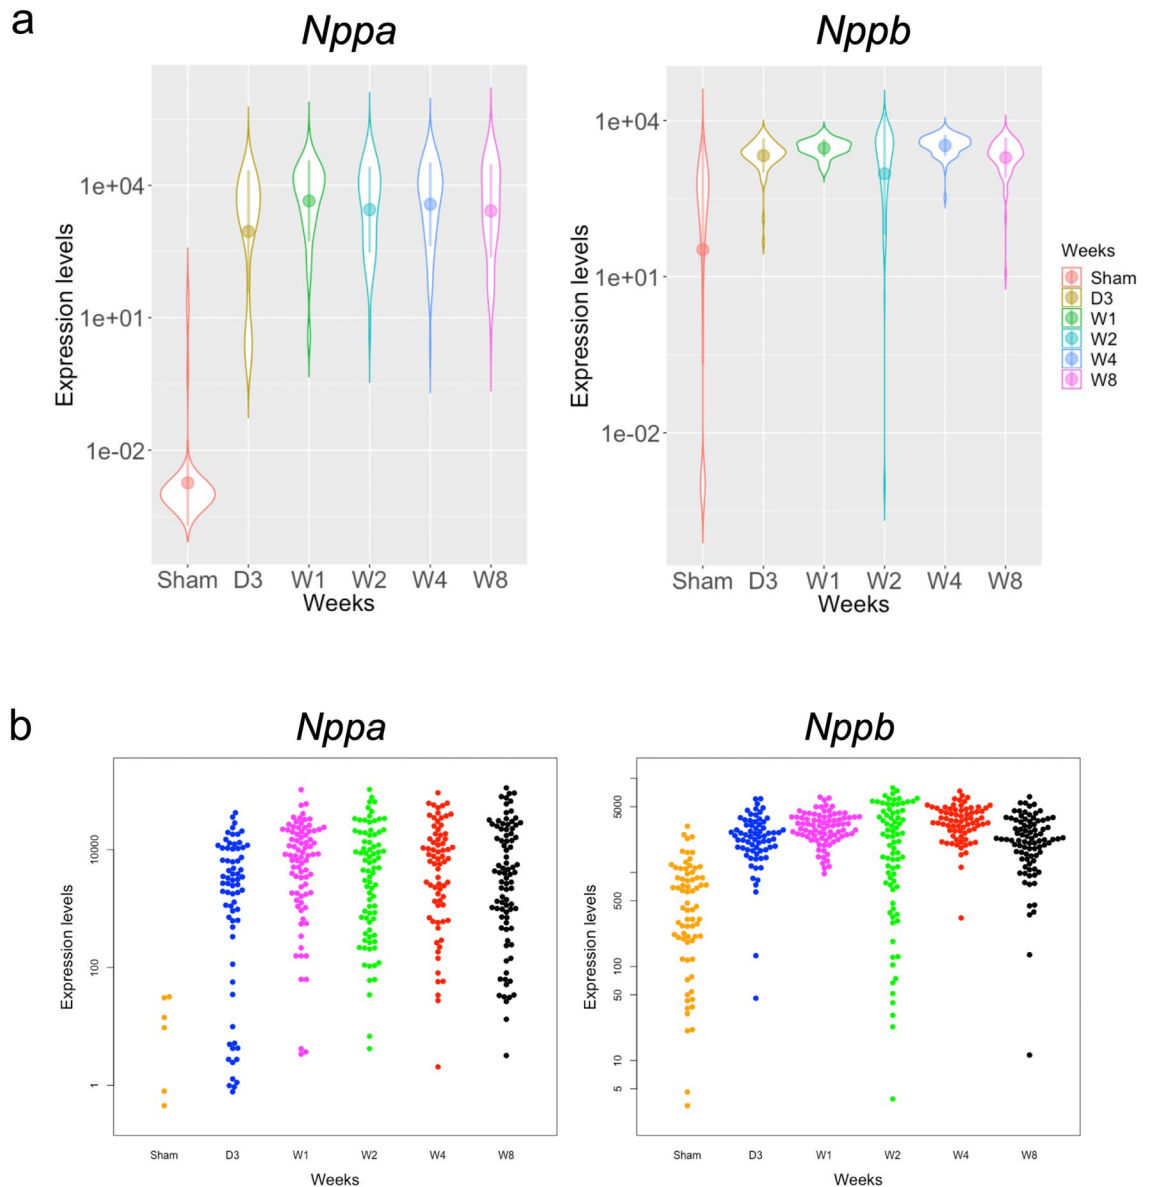 a
Nppa
Nppb
Expression levels
1e+04
1e+01
1e-02
Sham D3 W1 W2 W4 W8
Weeks
Expression levels
1e+04
1e+01
1e-02
Sham D3 W1 W2 W4 W8
Weeks
Weeks
Sham
D3
W1
W2
W4
W8
b
Nppa
Nppb
Expression levels
10000
100
1
Sham D3 W1 W2 W4 W8
Weeks
Expression levels
5000
500
100
50
10
5
Sham D3 W1 W2 W4 W8
Weeks